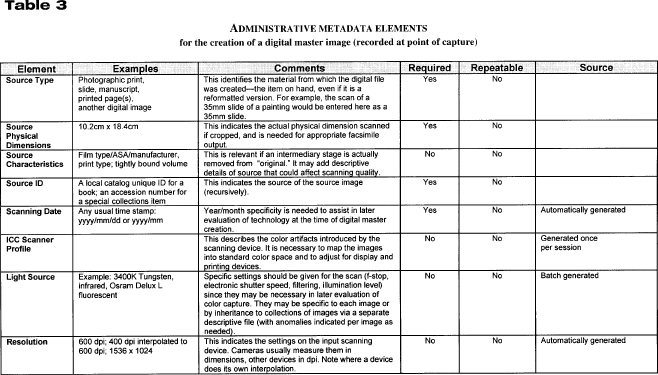 Table 3
ADMINISTRATIVE METADATA ELEMENTS
for the creation of a digital master image (recorded at point of capture)
Element Examples Comments Required Repeatable Source
Source Type Photographic print, This identifies the material from which the digital file Yes No
slide, manuscript, was created—the item on hand, even if it is a
printed page(s), reformatted version. For example, the scan of a
another digital image 35mm slide of a painting would be entered here as a
35mm slide.
Source 10.2cm x 18.4cm This indicates the actual physical dimension scanned Yes No
Physical if cropped, and is needed for appropriate facsimile
Dimensions output.
Source Film type/ASA/manufacturer, This is relevant if an intermediary stage is actually No No
Characteristics print type; tightly bound volume removed from "original." It may add descriptive
details of source that could affect scanning quality.
Source ID A local catalog unique ID for a This indicates the source of the source image Yes No
book; an accession number for (recursively).
a special collections item
Scanning Date Any usual time stamp: Year/month specificity is needed to assist in later Yes No Automatically generated
yyyy/mm/dd or yyyy/mm evaluation of technology at the time of digital master
creation.
ICC Scanner This describes the color artifacts introduced by the No No Generated once
Profile scanning device. It is necessary to map the images per session
into standard color space and to adjust for display and
printing devices.
Light Source Example: 3400K Tungsten, Specific settings should be given for the scan (f-stop, No No Batch generated
infrared, Osram Delux L electronic shutter speed, filtering, illumination level)
fluorescent since they may be necessary in later evaluation of
color capture. They may be specific to each image or
by inheritance to collections of images via a separate
descriptive file (with anomalies indicated per image as
needed).
Resolution 600 dpi; 400 dpi interpolated to This indicates the settings on the input scanning No No Automatically generated
600 dpi; 1536 x 1024 device. Cameras usually measure them in
dimensions, other devices in dpi. Note where a device
does its own interpolation.